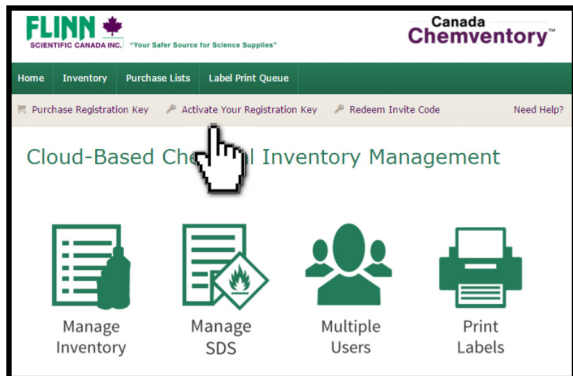 FLINN
SCIENTIFIC CANADA INC. "Your Safer Source for Science Supplies"
Canada
Chemventory™
Home Inventory Purchase Lists Label Print Queue
Purchase Registration Key Activate Your Registration Key Redeem Invite Code Need Help?
Cloud-Based Inventory Management
Manage Inventory
Manage SDS
Multiple Users
Print Labels